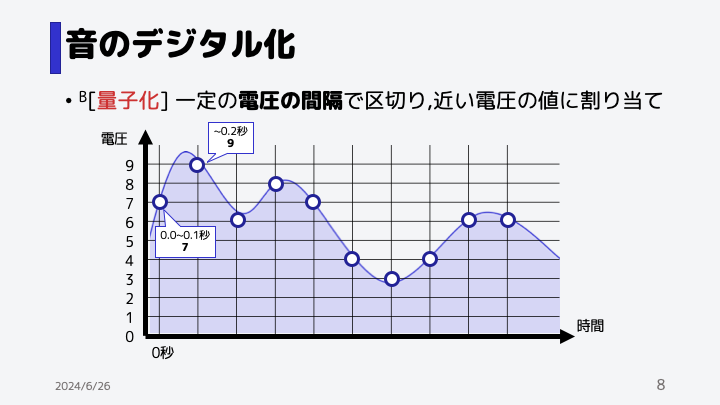 音のデジタル化
• B[量子化] 一定の電圧の間隔で区切り,近い電圧の値に割り当て
電圧
~0.2秒
9
9
8
7
6
5
4
3
2
1
0
0.0~0.1秒
7
時間
0秒
2024/6/26
8